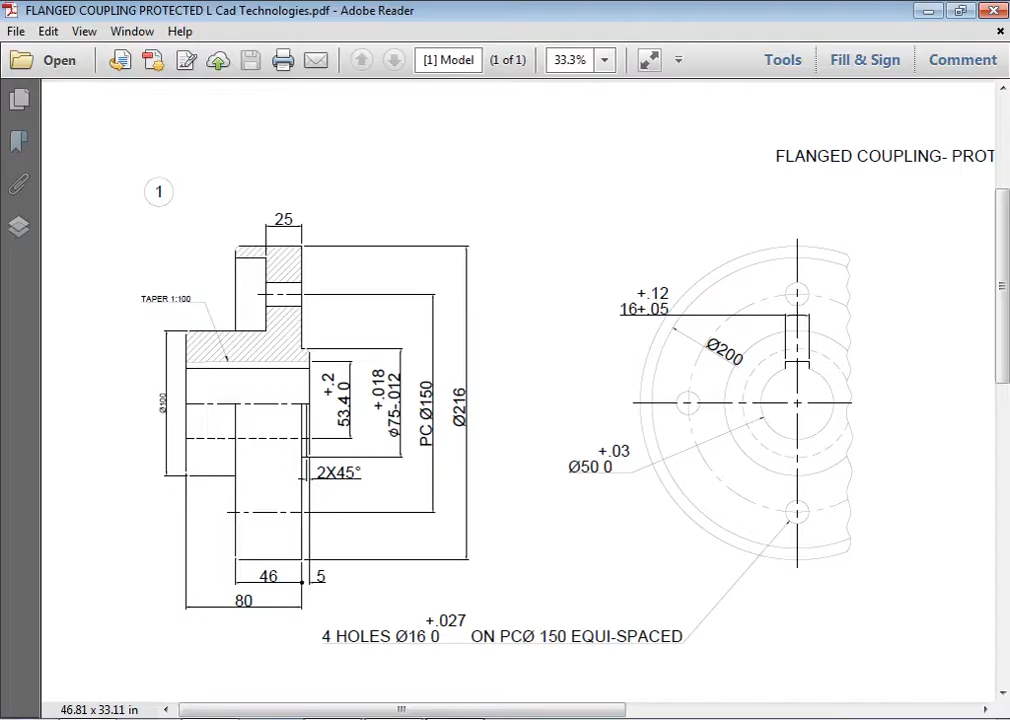 FLANGED COUPLING PROTECTED L Cad Technologies.pdf - Adobe Reader
File Edit View Window Help
Open [1] Model (1 of 1) 33.3% Tools Fill & Sign Comment
FLANGED COUPLING- PROT
1
25
TAPER 1:100
Ø100
+.2
53.4 0
+.018
ϕ75-.012
PC Ø150
Ø216
2X45°
46 5
80
+.12
16+.05
Ø200
+.03
Ø50 0
+.027
4 HOLES Ø16 0 ON PCØ 150 EQUI-SPACED
46.81 x 33.11 in